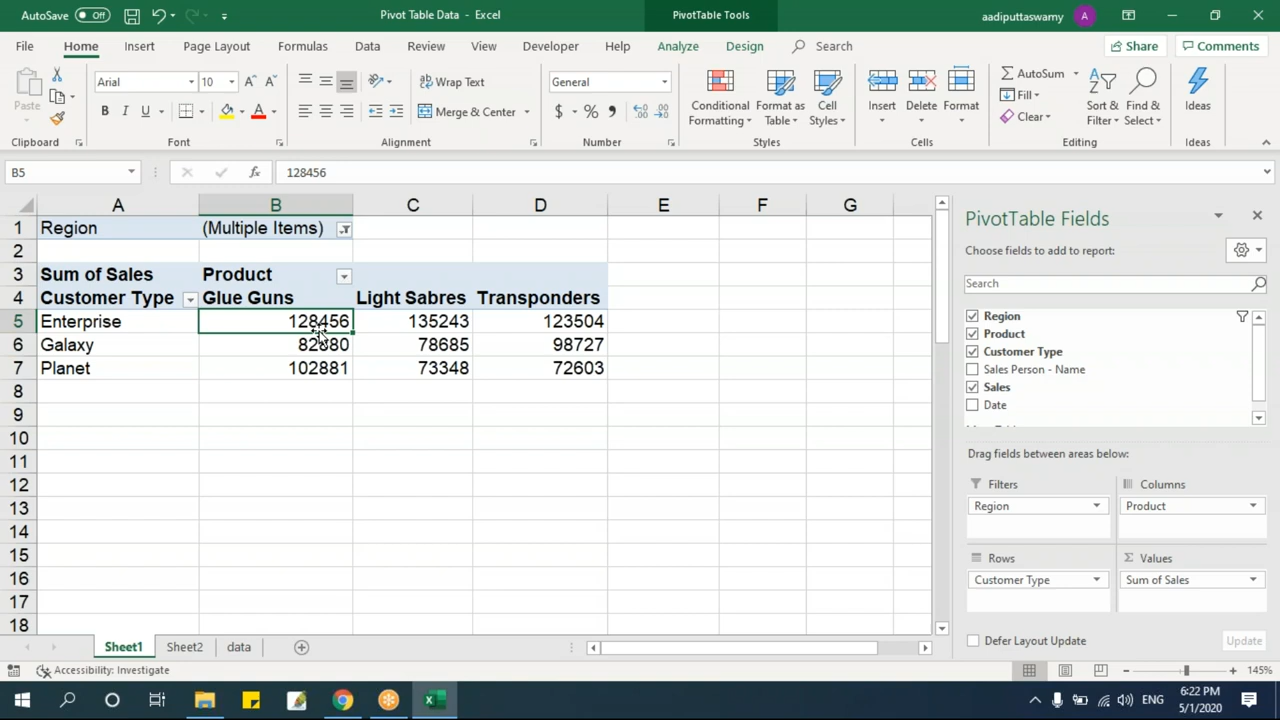 AutoSave Off
Pivot Table Data - Excel
PivotTable Tools
aadiputtaswamy A
File Home Insert Page Layout Formulas Data Review View Developer Help Analyze Design Search Share Comments
Paste
Clipboard
Arial 10
B I U
Font
Wrap Text
Merge & Center
Alignment
General
$ % ,
Number
Conditional Formatting
Format as Table
Cell Styles
Styles
Insert Delete Format
Cells
AutoSum
Fill
Clear
Sort & Filter
Find & Select
Editing
Ideas
Ideas
B5 fx 128456
A B C D E F G
1 Region (Multiple Items)
2
3 Sum of Sales Product
4 Customer Type Glue Guns Light Sabres Transponders
5 Enterprise 128456 135243 123504
6 Galaxy 78685 98727
7 Planet 102881 73348 72603
8
9
10
11
12
13
14
15
16
17
18
Sheet1 Sheet2 data
PivotTable Fields
Choose fields to add to report:
Search
Region
Product
Customer Type
Sales Person - Name
Sales
Date
Drag fields between areas below:
Filters
Region
Columns
Product
Rows
Customer Type
Σ Values
Sum of Sales
Defer Layout Update Update
Accessibility: Investigate
145%
ENG
6:22 PM
5/1/2020